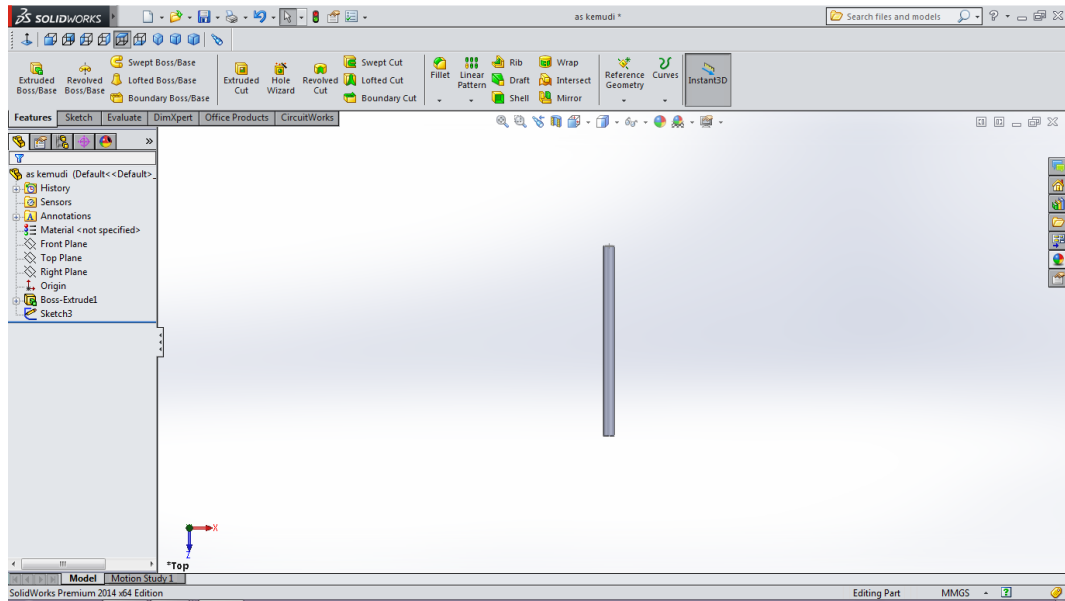 SOLIDWORKS
as kemudi *
Search files and models
Extruded Boss/Base
Revolved Boss/Base
Swept Boss/Base
Lofted Boss/Base
Boundary Boss/Base
Extruded Cut
Hole Wizard
Revolved Cut
Swept Cut
Lofted Cut
Boundary Cut
Fillet
Linear Pattern
Rib
Draft
Shell
Wrap
Intersect
Mirror
Reference Geometry
Curves
Instant3D
Features Sketch Evaluate DimXpert Office Products CircuitWorks
as kemudi (Default<<Default>_
History
Sensors
Annotations
Material <not specified>
Front Plane
Top Plane
Right Plane
Origin
Boss-Extrude1
Sketch3
X
Z
*Top
Model Motion Study 1
SolidWorks Premium 2014 x64 Edition Editing Part MMGS